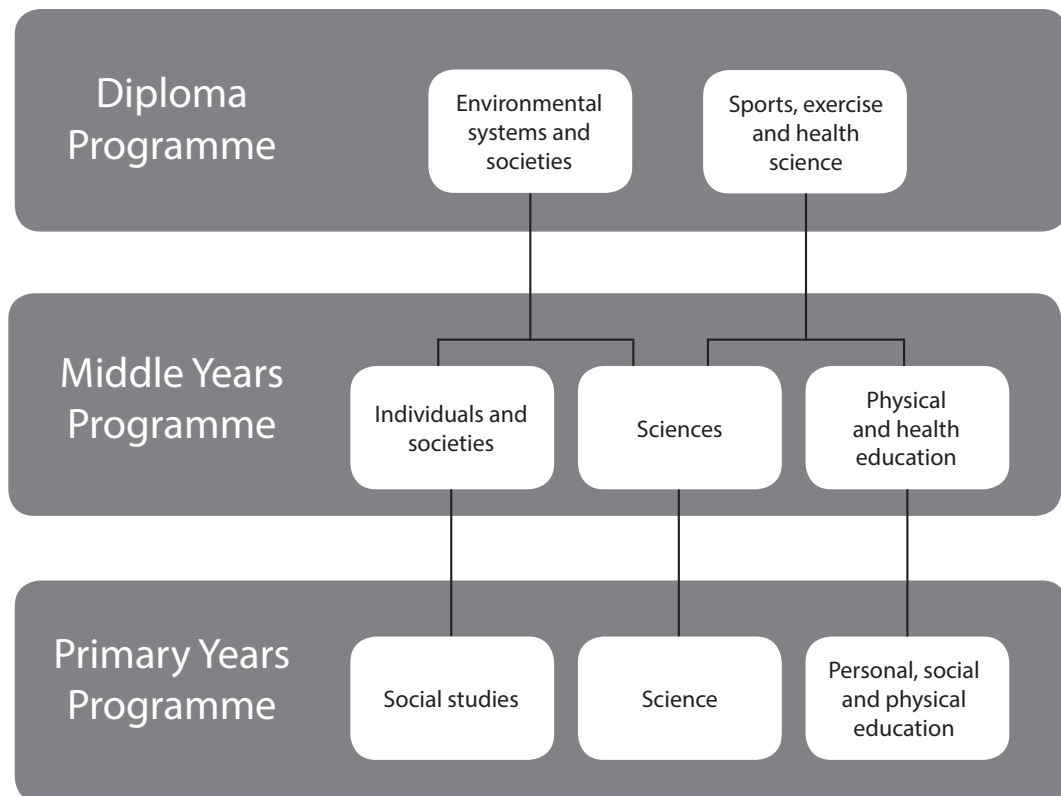 Diploma
Programme
Environmental
systems and
societies
Sports, exercise
and health
science
Middle Years
Programme
Individuals and
societies
Sciences
Physical
and health
education
Primary Years
Programme
Social studies
Science
Personal, social
and physical
education